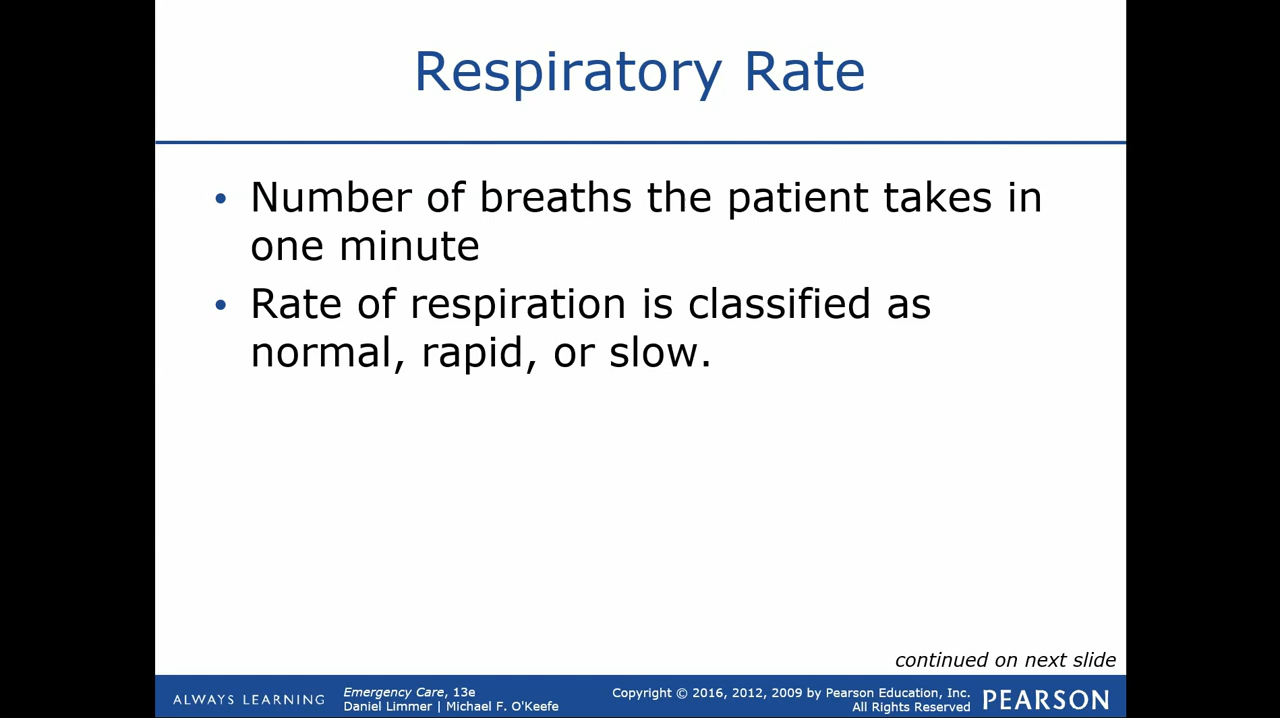 Respiratory Rate
• Number of breaths the patient takes in
one minute
• Rate of respiration is classified as
normal, rapid, or slow.
continued on next slide
ALWAYS LEARNING
Emergency Care, 13e
Daniel Limmer | Michael F. O'Keefe
Copyright © 2016, 2012, 2009 by Pearson Education, Inc.
All Rights Reserved
PEARSON